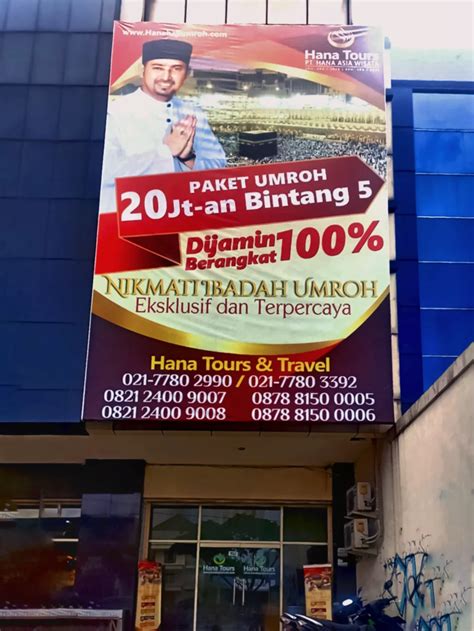 www.HanahajiUmroh.com
Hana Tours
PT. HANA ASIA WISATA
PAKET UMROH
20Jt-an Bintang 5
Dijamin
Berangkat 100%
NIKMATI IBADAH UMROH
Eksklusif dan Terpercaya
Hana Tours & Travel
021-7780 2990 / 021-7780 3392
0821 2400 9007 0878 8150 0005
0821 2400 9008 0878 8150 0006
Hana Tours
Hana Tours